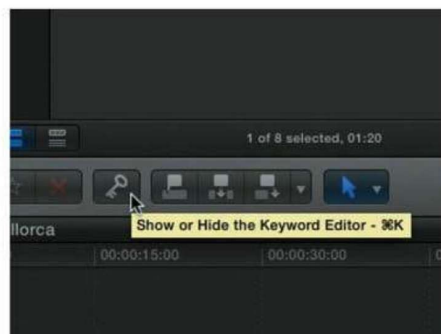 1 of 8 selected, 01:20
Show or Hide the Keyword Editor - ⌘K
llorca
00:00:15:00
00:00:30:00